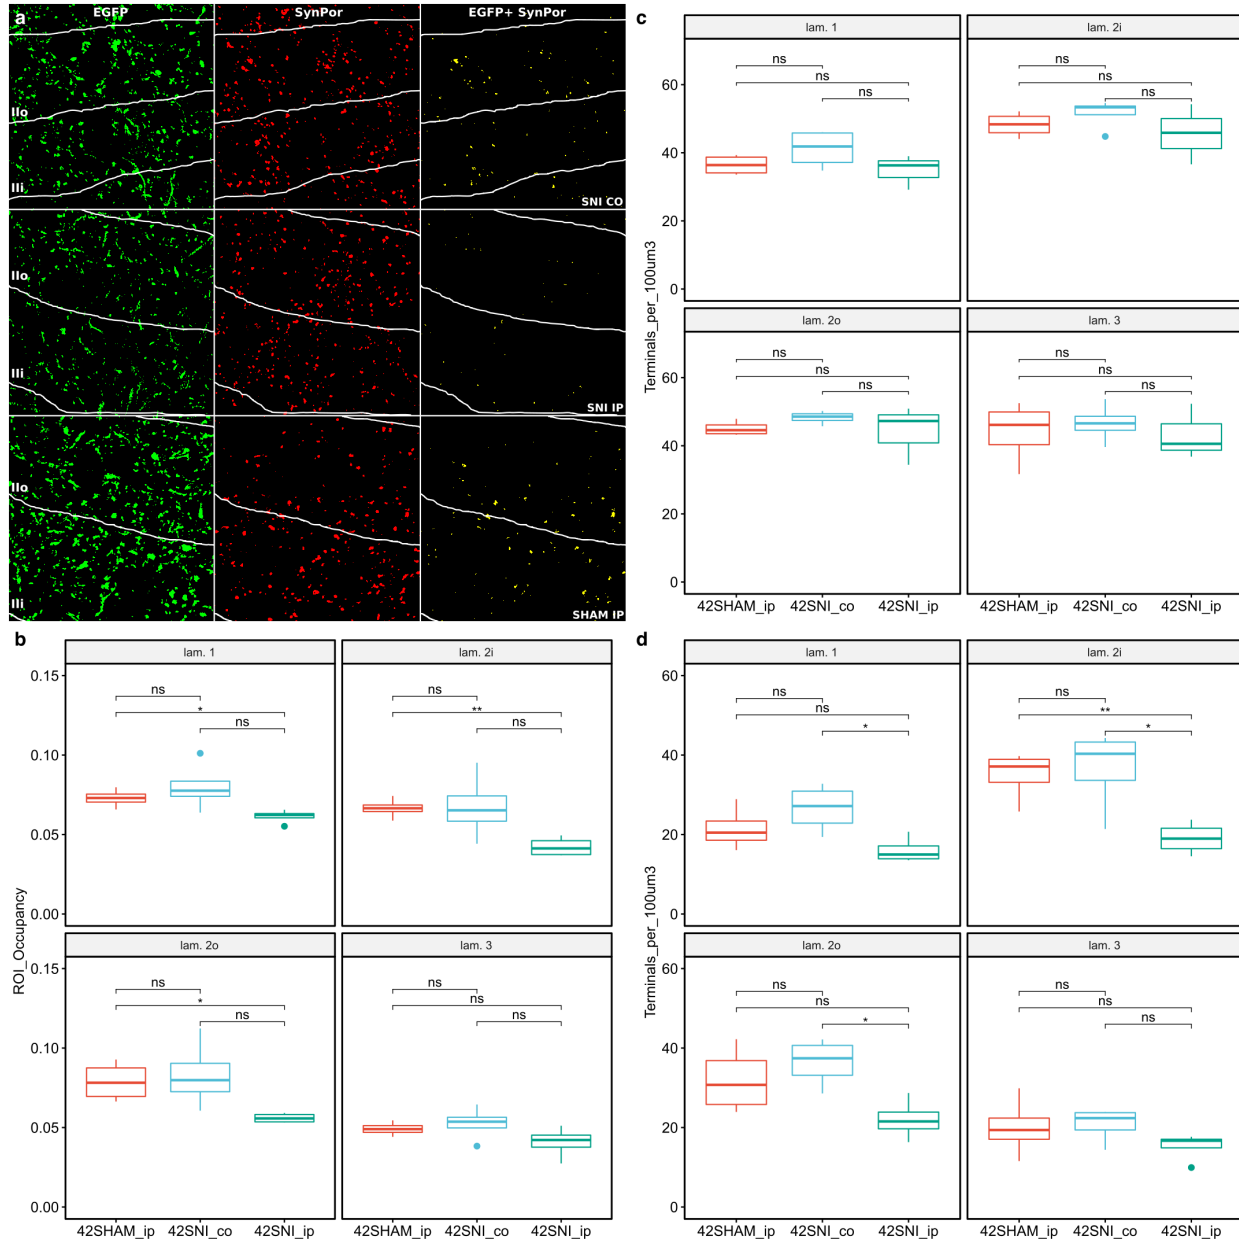 a
EGFP
SynPor
EGFP+ SynPor
IIo
IIi
SNI CO
IIo
IIi
SNI IP
IIo
IIi
SHAM IP
c
lam. 1
lam. 2i
Terminals_per_100um3
60
40
20
0
ns
ns
ns
ns
ns
ns
lam. 2o
lam. 3
60
40
20
0
ns
ns
ns
ns
ns
ns
42SHAM_ip 42SNI_co 42SNI_ip
42SHAM_ip 42SNI_co 42SNI_ip
b
lam. 1
lam. 2i
ROI_Occupancy
0.15
0.10
0.05
0.00
ns
*
ns
ns
**
ns
lam. 2o
lam. 3
0.15
0.10
0.05
0.00
ns
*
ns
ns
ns
ns
42SHAM_ip 42SNI_co 42SNI_ip
42SHAM_ip 42SNI_co 42SNI_ip
d
lam. 1
lam. 2i
Terminals_per_100um3
60
40
20
0
ns
ns
*
ns
**
*
lam. 2o
lam. 3
60
40
20
0
ns
ns
*
ns
ns
ns
42SHAM_ip 42SNI_co 42SNI_ip
42SHAM_ip 42SNI_co 42SNI_ip